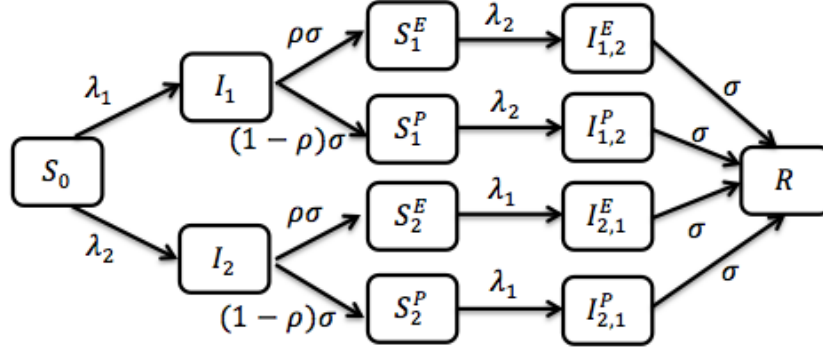 ρσ S₁ᴱ λ₂ I₁,₂ᴱ σ
λ₁ I₁
(1 − ρ)σ S₁ᴾ λ₂ I₁,₂ᴾ σ
S₀ R
λ₂ I₂
ρσ S₂ᴱ λ₁ I₂,₁ᴱ σ
(1 − ρ)σ S₂ᴾ λ₁ I₂,₁ᴾ σ